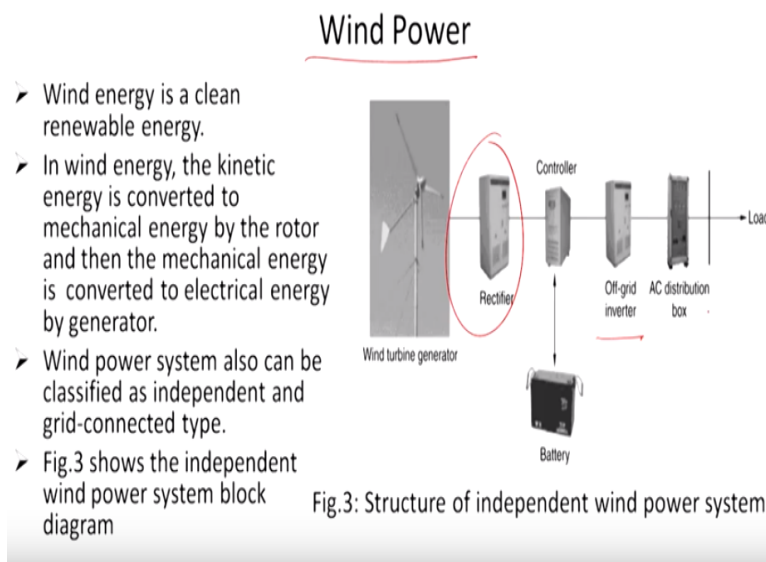 Wind Power
➤ Wind energy is a clean
renewable energy.
➤ In wind energy, the kinetic
energy is converted to
mechanical energy by the rotor
and then the mechanical energy
is converted to electrical energy
by generator.
➤ Wind power system also can be
classified as independent and
grid-connected type.
➤ Fig.3 shows the independent
wind power system block
diagram
Controller
Load
Rectifier
Off-grid
inverter
AC distribution
box
Wind turbine generator
Battery
Fig.3: Structure of independent wind power system